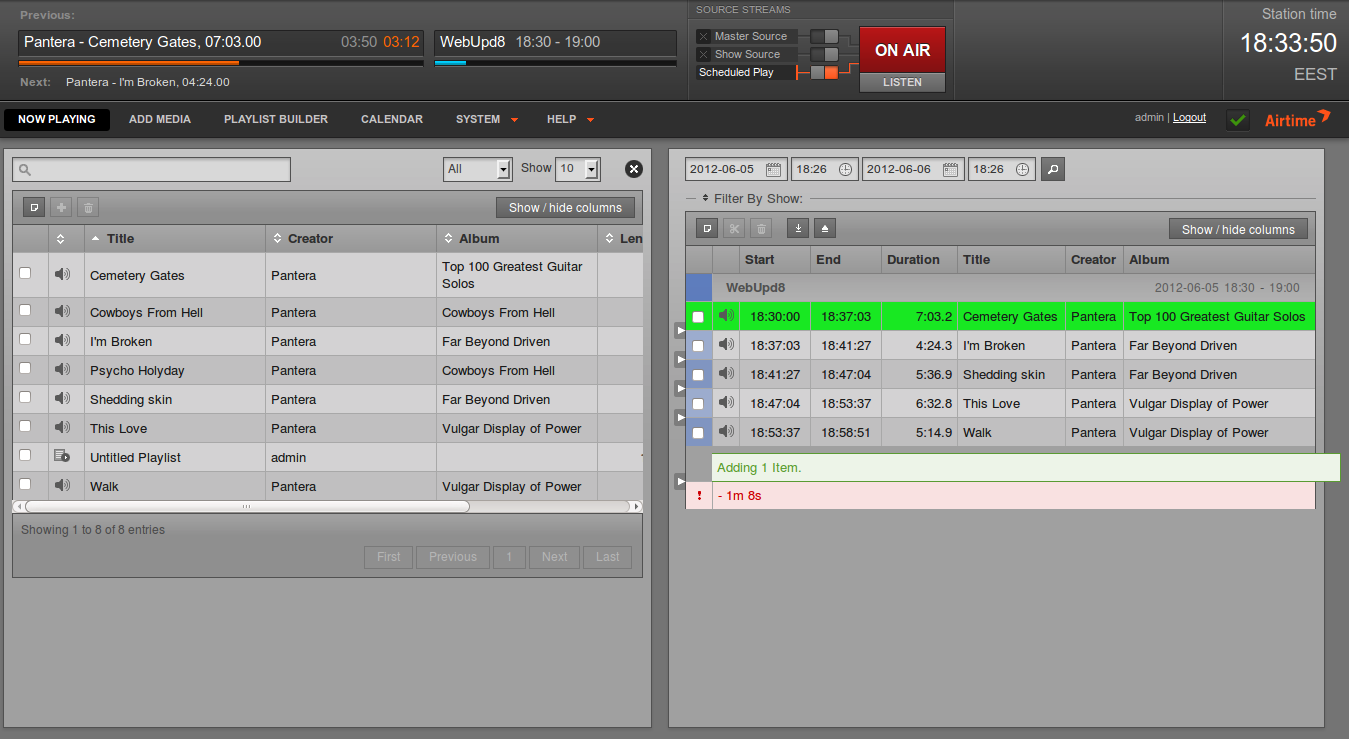 Previous:
Pantera - Cemetery Gates, 07:03.00 03:50 03:12
WebUpd8 18:30 - 19:00
Next: Pantera - I'm Broken, 04:24.00
SOURCE STREAMS
Master Source
Show Source
Scheduled Play
ON AIR
LISTEN
Station time
18:33:50
EEST
NOW PLAYING ADD MEDIA PLAYLIST BUILDER CALENDAR SYSTEM HELP
admin | Logout
Airtime
All Show 10
Show / hide columns
Title Creator Album Len
Cemetery Gates Pantera Top 100 Greatest Guitar Solos
Cowboys From Hell Pantera Cowboys From Hell
I'm Broken Pantera Far Beyond Driven
Psycho Holyday Pantera Cowboys From Hell
Shedding skin Pantera Far Beyond Driven
This Love Pantera Vulgar Display of Power
Untitled Playlist admin
Walk Pantera Vulgar Display of Power
Showing 1 to 8 of 8 entries
First Previous 1 Next Last
2012-06-05 18:26 2012-06-06 18:26
Filter By Show:
Show / hide columns
Start End Duration Title Creator Album
WebUpd8 2012-06-05 18:30 - 19:00
18:30:00 18:37:03 7:03.2 Cemetery Gates Pantera Top 100 Greatest Guitar Solos
18:37:03 18:41:27 4:24.3 I'm Broken Pantera Far Beyond Driven
18:41:27 18:47:04 5:36.9 Shedding skin Pantera Far Beyond Driven
18:47:04 18:53:37 6:32.8 This Love Pantera Vulgar Display of Power
18:53:37 18:58:51 5:14.9 Walk Pantera Vulgar Display of Power
Adding 1 Item.
! - 1m 8s